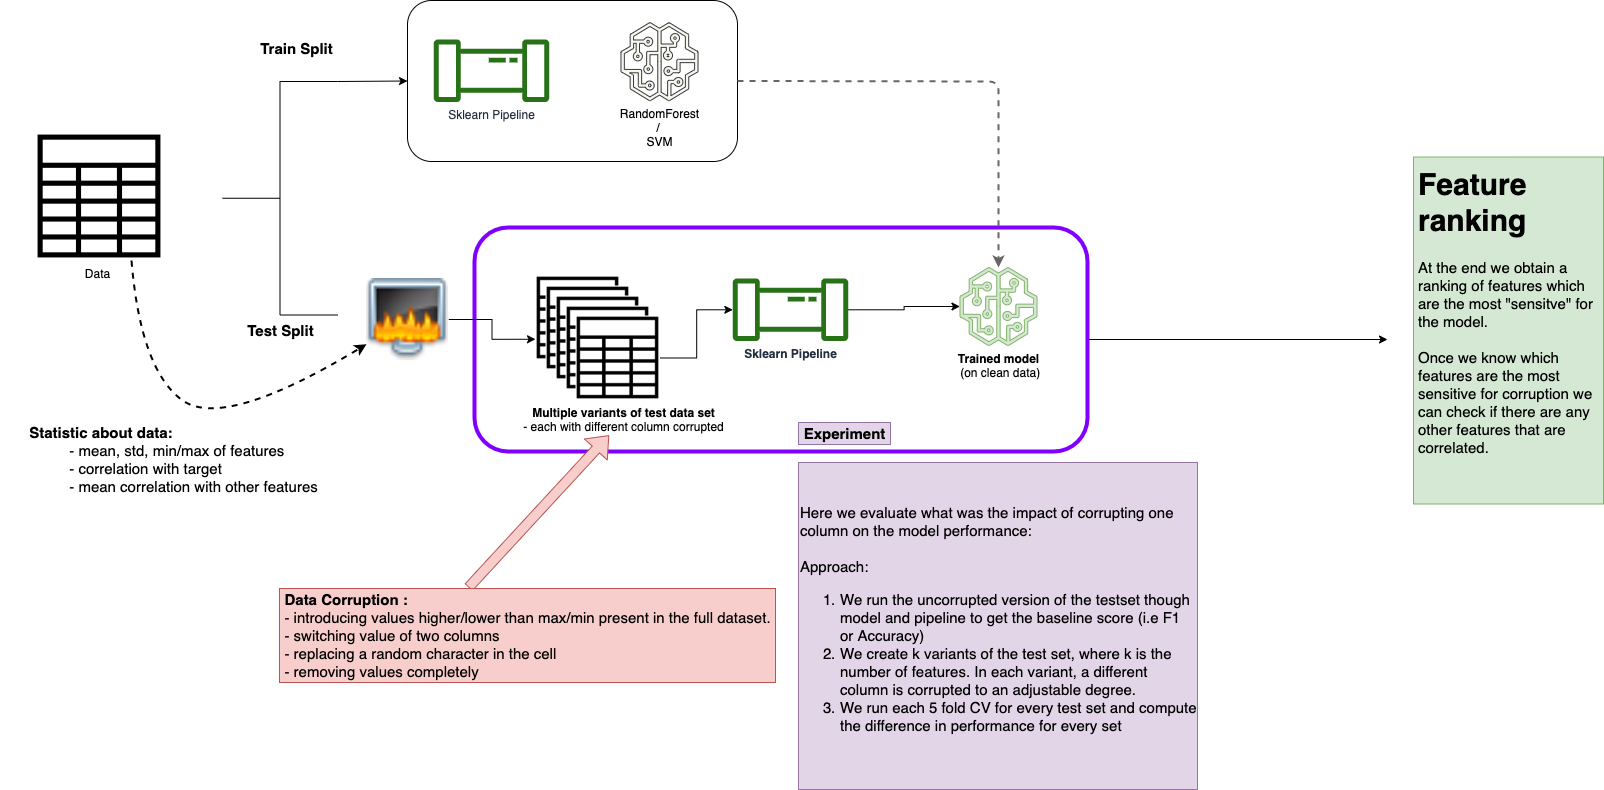 Train Split
Sklearn Pipeline
RandomForest
/
SVM
Data
Test Split
Statistic about data:
- mean, std, min/max of features
- correlation with target
- mean correlation with other features
Multiple variants of test data set
- each with different column corrupted
Sklearn Pipeline
Trained model
(on clean data)
Experiment
Data Corruption :
- introducing values higher/lower than max/min present in the full dataset.
- switching value of two columns
- replacing a random character in the cell
- removing values completely
Here we evaluate what was the impact of corrupting one
column on the model performance:
Approach:
1. We run the uncorrupted version of the testset though
model and pipeline to get the baseline score (i.e F1
or Accuracy)
2. We create k variants of the test set, where k is the
number of features. In each variant, a different
column is corrupted to an adjustable degree.
3. We run each 5 fold CV for every test set and compute
the difference in performance for every set
Feature
ranking
At the end we obtain a
ranking of features which
are the most "sensitve" for
the model.
Once we know which
features are the most
sensitive for corruption we
can check if there are any
other features that are
correlated.